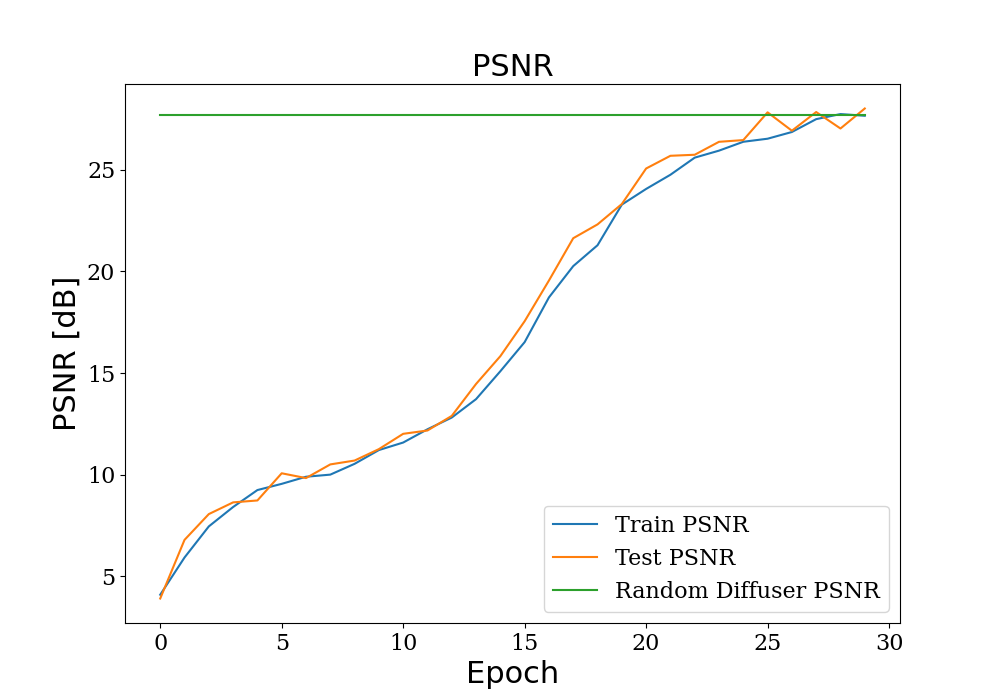 PSNR
PSNR [dB]
25
20
15
10
5
0 5 10 15 20 25 30
Epoch
Train PSNR
Test PSNR
Random Diffuser PSNR